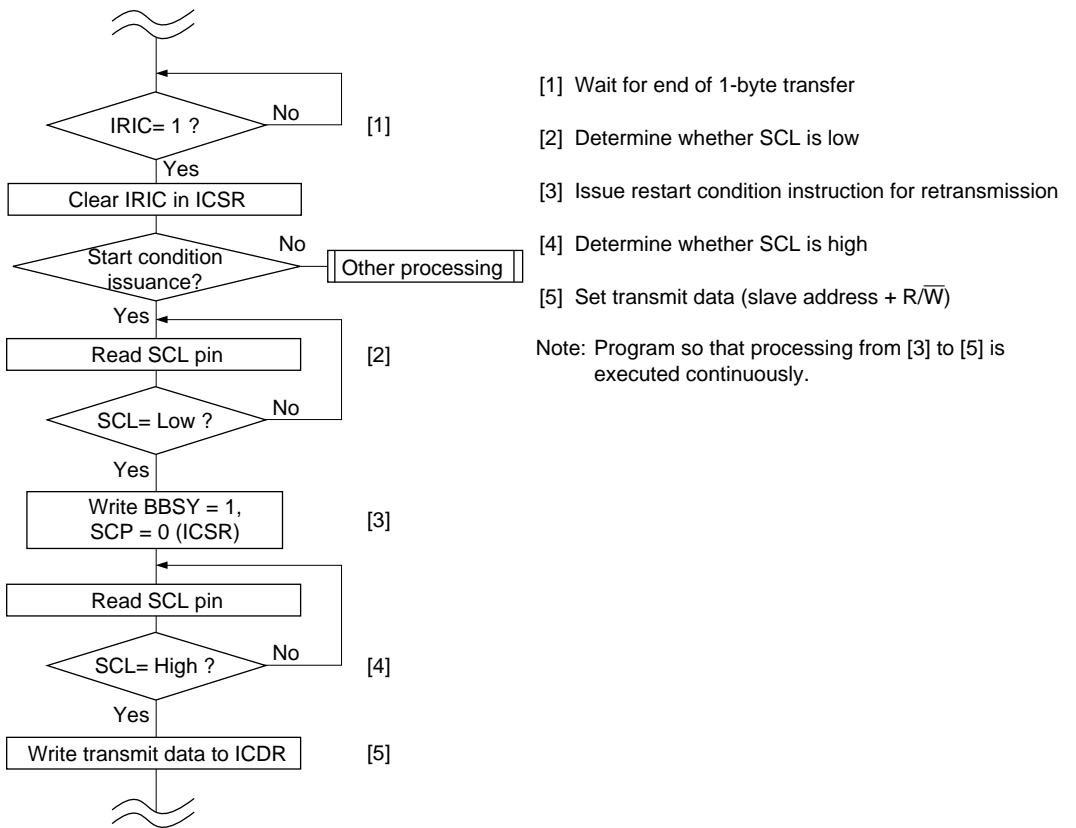 IRIC= 1 ?
No
[1]
Yes
Clear IRIC in ICSR
Start condition
issuance?
No
Other processing
Yes
Read SCL pin
[2]
SCL= Low ?
No
Yes
Write BBSY = 1,
SCP = 0 (ICSR)
[3]
Read SCL pin
SCL= High ?
No
[4]
Yes
Write transmit data to ICDR
[5]
[1] Wait for end of 1-byte transfer
[2] Determine whether SCL is low
[3] Issue restart condition instruction for retransmission
[4] Determine whether SCL is high
[5] Set transmit data (slave address + R/W̅)
Note: Program so that processing from [3] to [5] is
executed continuously.